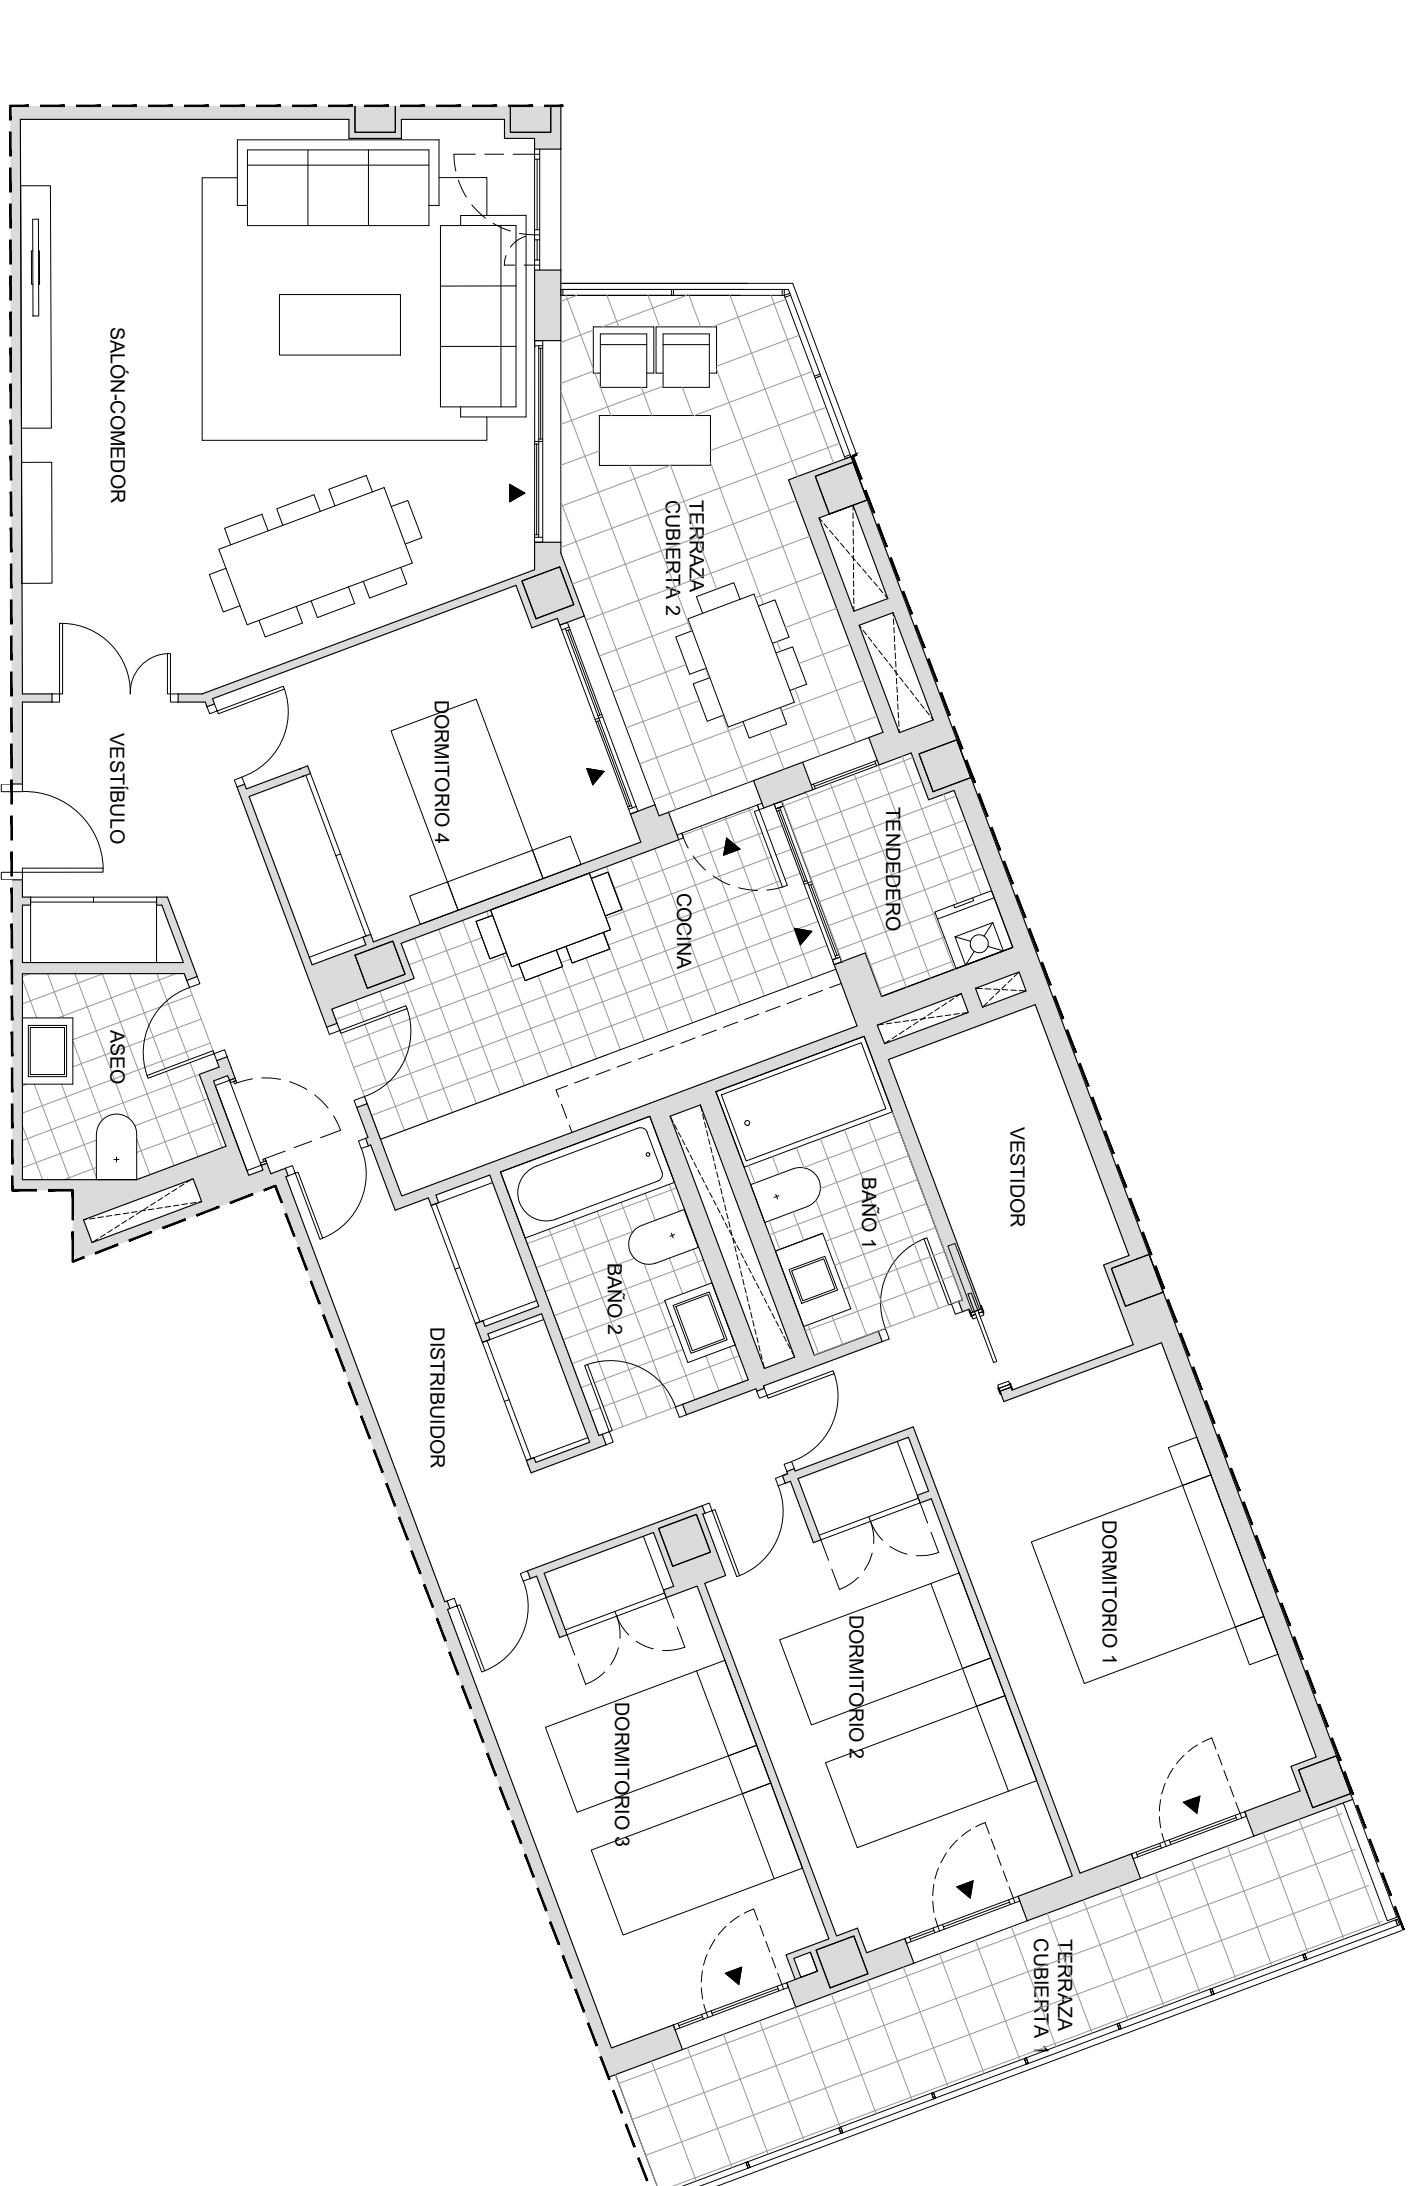 SALÓN-COMEDOR
TERRAZA
CUBIERTA 2
VESTÍBULO
DORMITORIO 4
COCINA
TENDEDERO
ASEO
VESTIDOR
BAÑO 1
BAÑO 2
DISTRIBUIDOR
DORMITORIO 1
DORMITORIO 2
DORMITORIO 3
TERRAZA
CUBIERTA 1